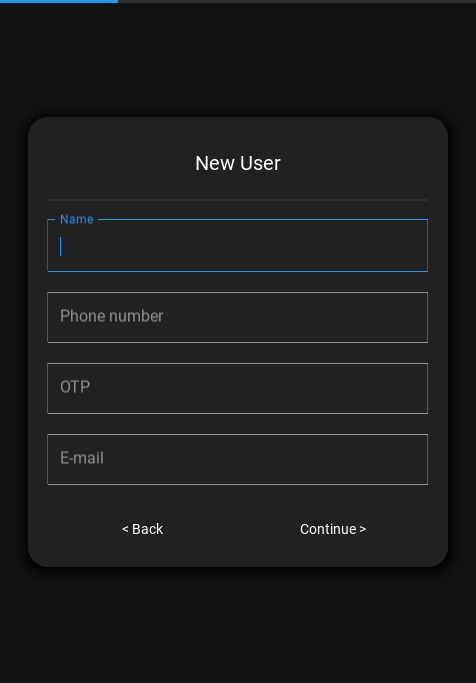 New User
Name
Phone number
OTP
E-mail
< Back
Continue >